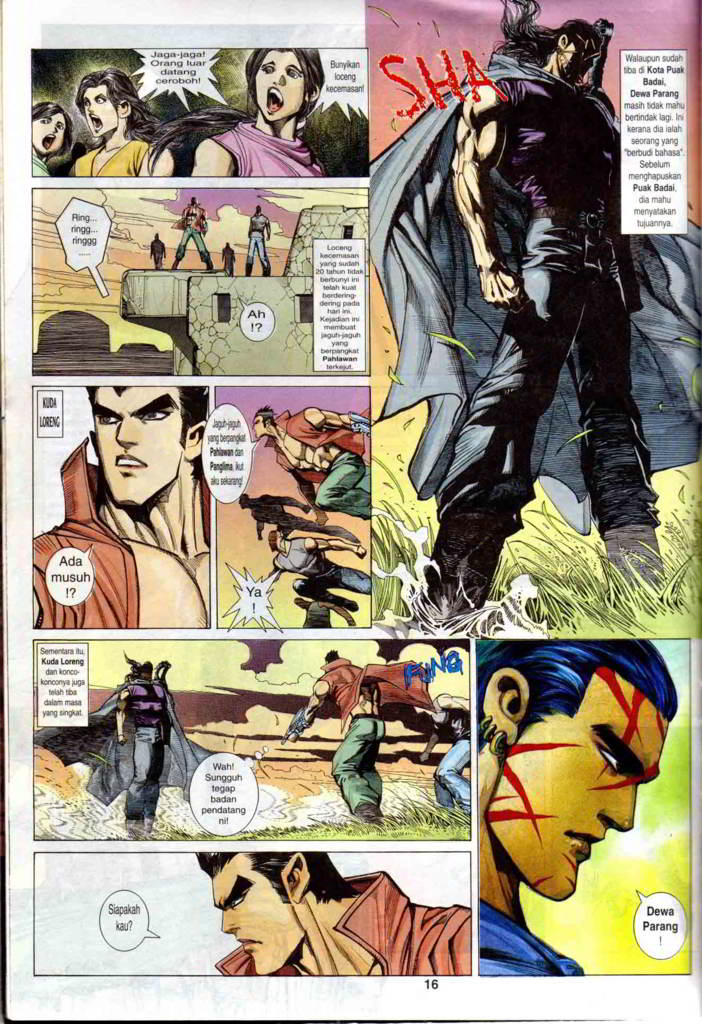 Jaga-jaga!
Orang luar
datang
ceroboh!
Bunyikan
loceng
kecemasan!
SHA
Walaupun sudah
tiba di Kota Puak
Badai,
Dewa Parang
masih tidak mahu
bertindak lagi. Ini
kerana dia ialah
seorang yang
"berbudi bahasa".
Sebelum
menghapuskan
Puak Badai,
dia mahu
menyatakan
tujuannya.
Ring...
ringg...
ringgg
.....
Ah
!?
Loceng
kecemasan
yang sudah
20 tahun tidak
berbunyi ini
telah kuat
berdering-
dering pada
hari ini.
Kejadian ini
membuat
jaguh-jaguh
yang
berpangkat
Pahlawan
terkejut.
KUDA
LORENG
Ada
musuh
!?
Jaguh-jaguh
yang berpangkat
Pahlawan dan
Panglima, ikut
aku sekarang!
Ya
!
Sementara itu,
Kuda Loreng
dan konco-
konconya juga
telah tiba
dalam masa
yang singkat.
Wah!
Sungguh
tegap
badan
pendatang
ni!
Siapakah
kau?
Dewa
Parang
!
16